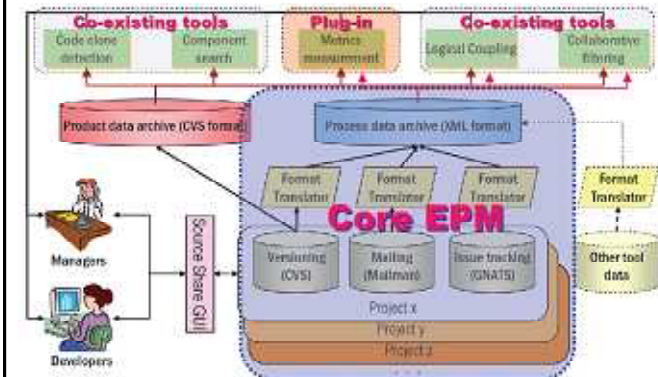 Co-existing tools
Plug-in
Co-existing tools
Code clone
detection
Component
search
Metrics
measurement
Logical Coupling
Collaborative
filtering
Product data archive (CVS format)
Process data archive (XML format)
Format
Translator
Format
Translator
Format
Translator
Format
Translator
Core EPM
Managers
Source Share GUI
Versioning
(CVS)
Mailing
(Mailman)
Issue tracking
(GNATS)
Other tool
data
Project x
Project y
Project z
Developers
. . .